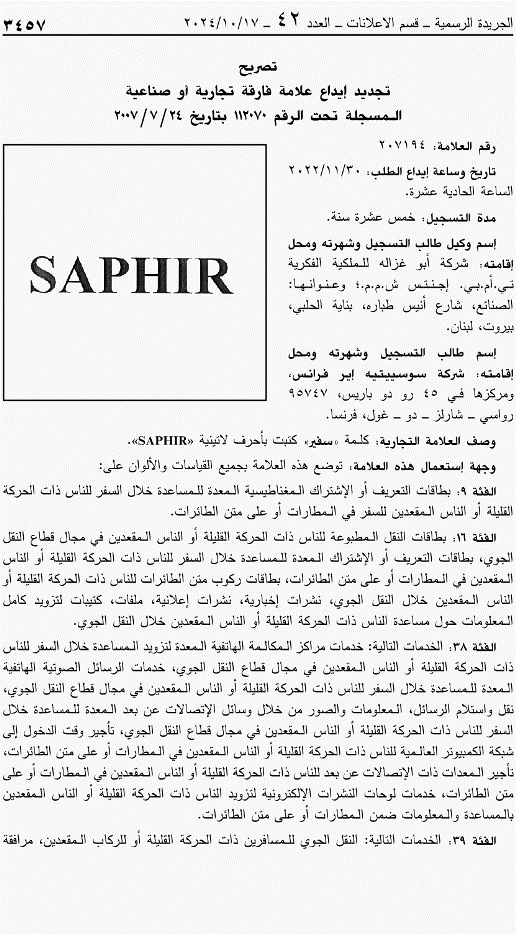 الجريدة الرسمية ــ قسم الاعلانات ــ العدد ٤٢ ــ ٢٠٢٤/١٠/١٧
٣٤٥٧
تصريح
تجديد إيداع علامة فارقة تجارية أو صناعية
المسجلة تحت الرقم ١١٢٠٧٠ بتاريخ ٢٠٠٧/٧/٢٤
SAPHIR
رقم العلامة: ٢٠٧١٩٤
تاريخ وساعة إيداع الطلب: ٢٠٢٢/١١/٣٠
الساعة الحادية عشرة.
مدة التسجيل: خمس عشرة سنة.
إسم وكيل طالب التسجيل وشهرته ومحل
إقامته: شركة أبو غزاله للملكية الفكرية
تي.أم.بي. إجنتس ش.م.م.؛ وعنوانها:
الصنائع، شارع أنيس طباره، بناية الحلبي،
بيروت، لبنان.
إسم طالب التسجيل وشهرته ومحل
إقامته: شركة سوسييتيه إير فرانس،
ومركزها في ٤٥ رو دو باريس، ٩٥٧٤٧
رواسي ــ شارلز ــ دو ــ غول، فرنسا.
وصف العلامة التجارية: كلمة «سفير» كتبت بأحرف لاتينية «SAPHIR».
وجهة إستعمال هذه العلامة: توضع هذه العلامة بجميع القياسات والألوان على:
الفئة ٩: بطاقات التعريف أو الإشتراك المغناطيسية المعدة للمساعدة خلال السفر للناس ذات الحركة
القليلة أو الناس المقعدين للسفر في المطارات أو على متن الطائرات.
الفئة ١٦: بطاقات النقل المطبوعة للناس ذات الحركة القليلة أو الناس المقعدين في مجال قطاع النقل
الجوي، بطاقات التعريف أو الإشتراك المعدة للمساعدة خلال السفر للناس ذات الحركة القليلة أو الناس
المقعدين في المطارات أو على متن الطائرات، بطاقات ركوب متن الطائرات للناس ذات الحركة القليلة أو
الناس المقعدين خلال النقل الجوي، نشرات إخبارية، نشرات إعلانية، ملفات، كتيبات لتزويد كامل
المعلومات حول مساعدة الناس ذات الحركة القليلة أو الناس المقعدين خلال النقل الجوي.
الفئة ٣٨: الخدمات التالية: خدمات مراكز المكالمة الهاتفية المعدة لتزويد المساعدة خلال السفر للناس
ذات الحركة القليلة أو الناس المقعدين في مجال قطاع النقل الجوي، خدمات الرسائل الصوتية الهاتفية
المعدة للمساعدة خلال السفر للناس ذات الحركة القليلة أو الناس المقعدين في مجال قطاع النقل الجوي،
نقل واستلام الرسائل، المعلومات والصور من خلال وسائل الإتصالات عن بعد المعدة للمساعدة خلال
السفر للناس ذات الحركة القليلة أو الناس المقعدين في مجال قطاع النقل الجوي، تأجير وقت الدخول إلى
شبكة الكمبيوتر العالمية للناس ذات الحركة القليلة أو الناس المقعدين في المطارات أو على متن الطائرات،
تأجير المعدات ذات الإتصالات عن بعد للناس ذات الحركة القليلة أو الناس المقعدين في المطارات أو على
متن الطائرات، خدمات لوحات النشرات الإلكترونية لتزويد الناس ذات الحركة القليلة أو الناس المقعدين
بالمساعدة والمعلومات ضمن المطارات أو على متن الطائرات.
الفئة ٣٩: الخدمات التالية: النقل الجوي للمسافرين ذات الحركة القليلة أو للركاب المقعدين، مرافقة